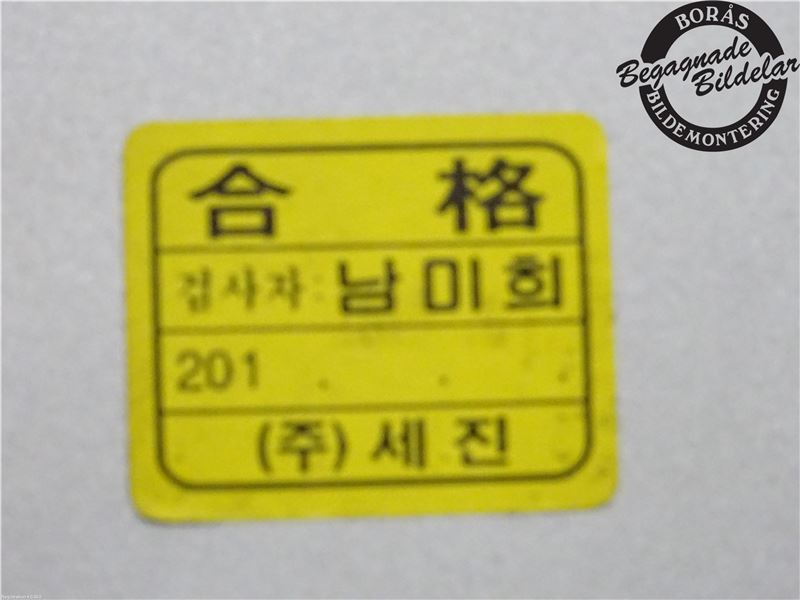 BORÅS
Begagnade
Bildelar
BILDEMONTERING
合 格
검사자: 남미희
201 . . .
(주) 세진